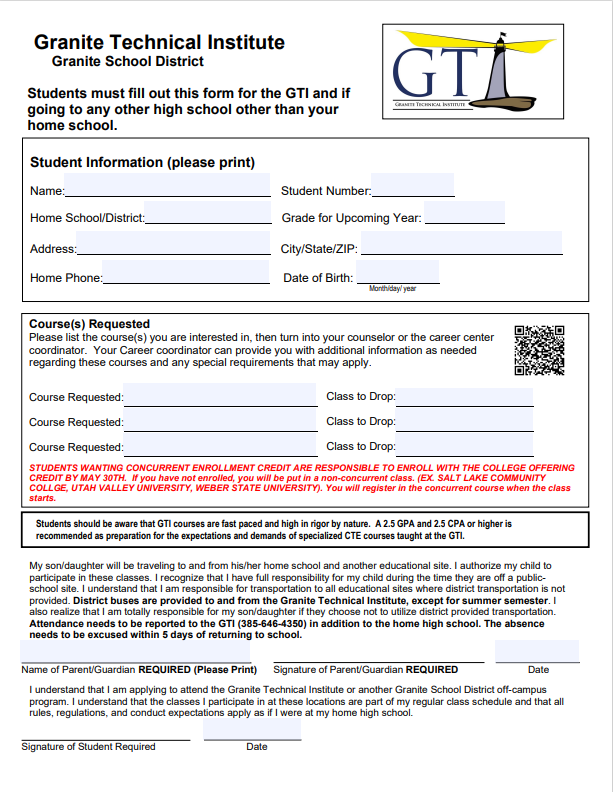 Granite Technical Institute
Granite School District
Students must fill out this form for the GTI and if
going to any other high school other than your
home school.
GTI
GRANITE TECHNICAL INSTITUTE
Student Information (please print)
Name: Student Number:
Home School/District: Grade for Upcoming Year:
Address: City/State/ZIP:
Home Phone: Date of Birth:
Month/day/ year
Course(s) Requested
Please list the course(s) you are interested in, then turn into your counselor or the career center
coordinator. Your Career coordinator can provide you with additional information as needed
regarding these courses and any special requirements that may apply.
Course Requested: Class to Drop:
Course Requested: Class to Drop:
Course Requested: Class to Drop:
STUDENTS WANTING CONCURRENT ENROLLMENT CREDIT ARE RESPONSIBLE TO ENROLL WITH THE COLLEGE OFFERING
CREDIT BY MAY 30TH. If you have not enrolled, you will be put in a non-concurrent class. (EX. SALT LAKE COMMUNITY
COLLGE, UTAH VALLEY UNIVERSITY, WEBER STATE UNIVERSITY). You will register in the concurrent course when the class
starts.
Students should be aware that GTI courses are fast paced and high in rigor by nature. A 2.5 GPA and 2.5 CPA or higher is
recommended as preparation for the expectations and demands of specialized CTE courses taught at the GTI.
My son/daughter will be traveling to and from his/her home school and another educational site. I authorize my child to
participate in these classes. I recognize that I have full responsibility for my child during the time they are off a public-
school site. I understand that I am responsible for transportation to all educational sites where district transportation is not
provided. District buses are provided to and from the Granite Technical Institute, except for summer semester. I
also realize that I am totally responsible for my son/daughter if they choose not to utilize district provided transportation.
Attendance needs to be reported to the GTI (385-646-4350) in addition to the home high school. The absence
needs to be excused within 5 days of returning to school.
Name of Parent/Guardian REQUIRED (Please Print) Signature of Parent/Guardian REQUIRED Date
I understand that I am applying to attend the Granite Technical Institute or another Granite School District off-campus
program. I understand that the classes I participate in at these locations are part of my regular class schedule and that all
rules, regulations, and conduct expectations apply as if I were at my home high school.
Signature of Student Required Date